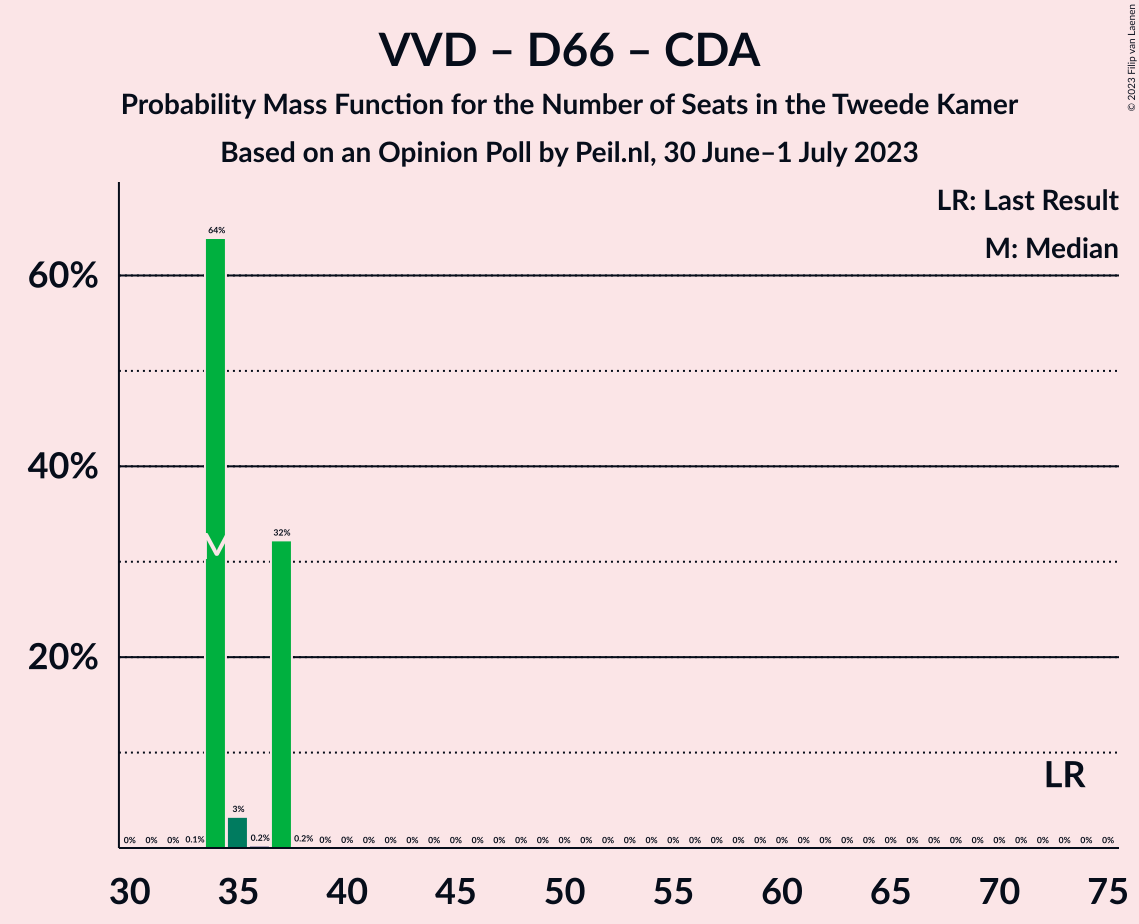 VVD – D66 – CDA
Probability Mass Function for the Number of Seats in the Tweede Kamer
Based on an Opinion Poll by Peil.nl, 30 June–1 July 2023
© 2023 Filip van Laenen
LR: Last Result
M: Median
60%
40%
20%
64%
M
32%
3%
LR
0% 0% 0% 0.1% 0.2% 0.2% 0% 0% 0% 0% 0% 0% 0% 0% 0% 0% 0% 0% 0% 0% 0% 0% 0% 0% 0% 0% 0% 0% 0% 0% 0% 0% 0% 0% 0% 0% 0% 0% 0% 0% 0% 0% 0%
30 35 40 45 50 55 60 65 70 75